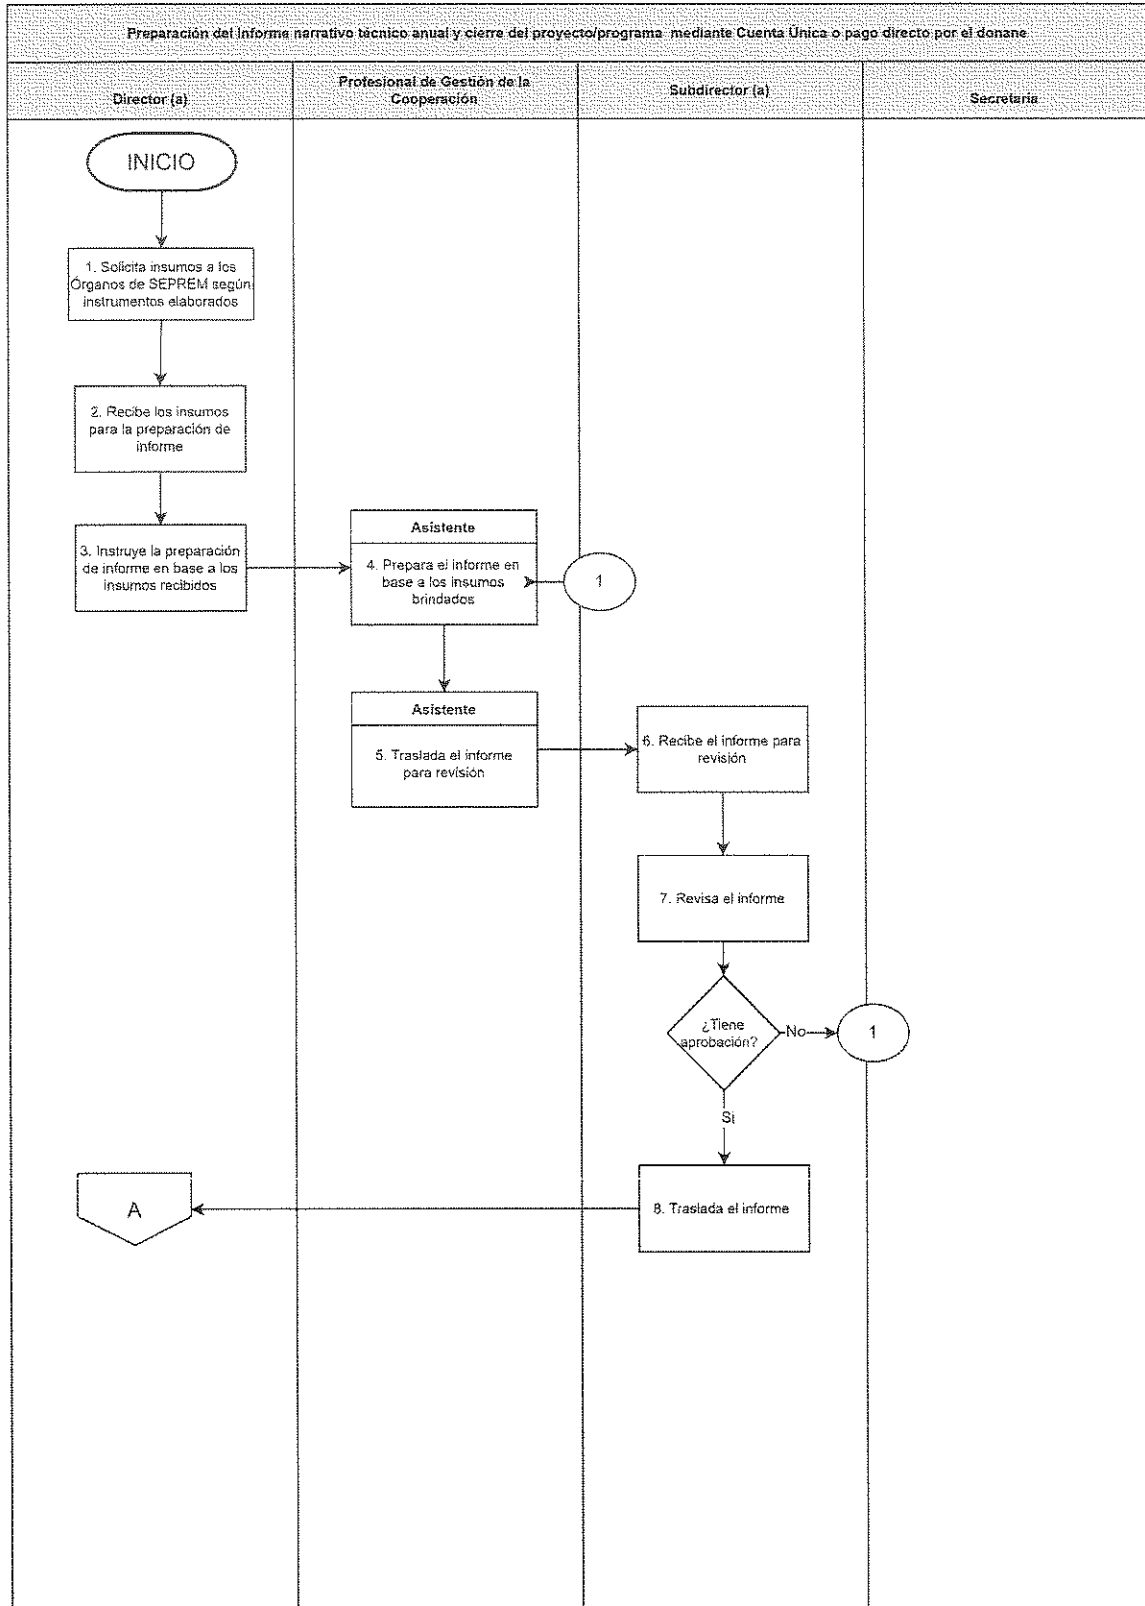 Preparación del Informe narrativo técnico anual y cierre del proyecto/programa mediante Cuenta Única o pago directo por el donane
Director (a)
Profesional de Gestión de la
Cooperación
Subdirector (a)
Secretaria
INICIO
1. Solicita insumos a los
Órganos de SEPREM según
instrumentos elaborados
2. Recibe los insumos
para la preparación de
informe
3. Instruye la preparación
de informe en base a los
insumos recibidos
Asistente
4. Prepara el informe en
base a los insumos
brindados
1
Asistente
5. Traslada el informe
para revisión
6. Recibe el informe para
revisión
7. Revisa el informe
¿Tiene
aprobación?
No
1
Si
8. Traslada el informe
A